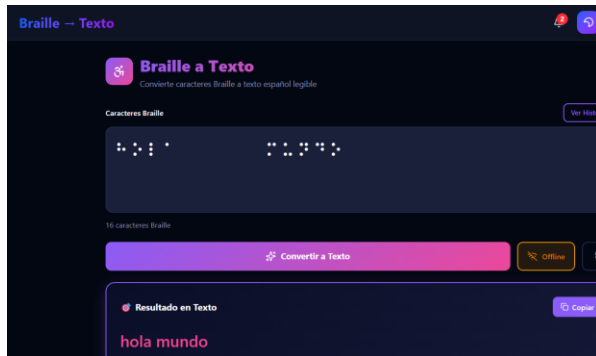 Braille → Texto
2
Braille a Texto
Convierte caracteres Braille a texto español legible
Caracteres Braille
Ver Hist
⠓⠕⠇⠁ ⠍⠥⠝⠙⠕
16 caracteres Braille
Convertir a Texto
Offline
Resultado en Texto
Copiar
hola mundo